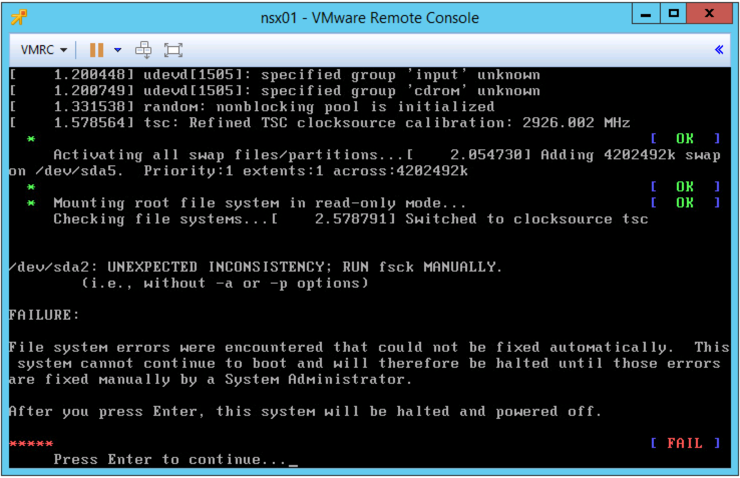 nsx01 - VMware Remote Console
VMRC
[    1.200448] udevd[1505]: specified group 'input' unknown
[    1.200749] udevd[1505]: specified group 'cdrom' unknown
[    1.331538] random: nonblocking pool is initialized
[    1.578564] tsc: Refined TSC clocksource calibration: 2926.002 MHz
  *                                                                    [  OK  ]
     Activating all swap files/partitions...[    2.054730] Adding 4202492k swap
on /dev/sda5.  Priority:1 extents:1 across:4202492k
  *                                                                    [  OK  ]
  *  Mounting root file system in read-only mode...                    [  OK  ]
     Checking file systems...[    2.578791] Switched to clocksource tsc
/dev/sda2: UNEXPECTED INCONSISTENCY; RUN fsck MANUALLY.
        (i.e., without -a or -p options)
FAILURE:
File system errors were encountered that could not be fixed automatically.  This
 system cannot continue to boot and will therefore be halted until those errors
are fixed manually by a System Administrator.
After you press Enter, this system will be halted and powered off.
*****                                                                  [ FAIL ]
     Press Enter to continue..._